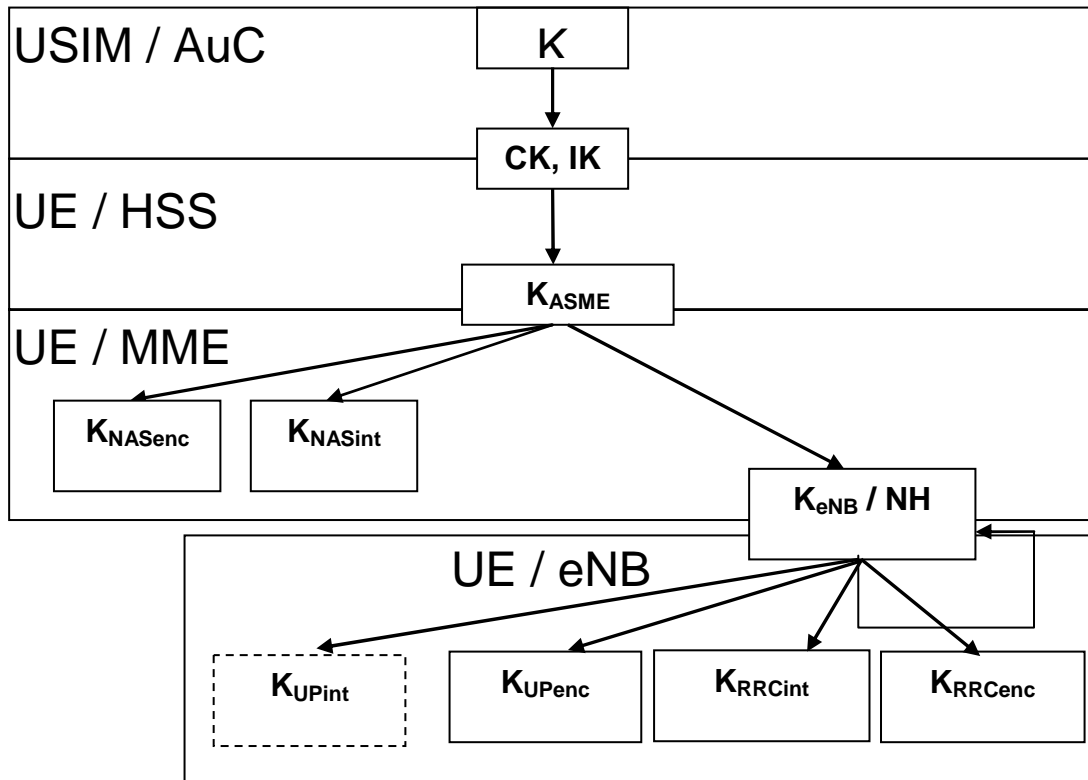 USIM / AuC
K
CK, IK
UE / HSS
KASME
UE / MME
KNASenc
KNASint
KeNB / NH
UE / eNB
KUPint
KUPenc
KRRCint
KRRCenc